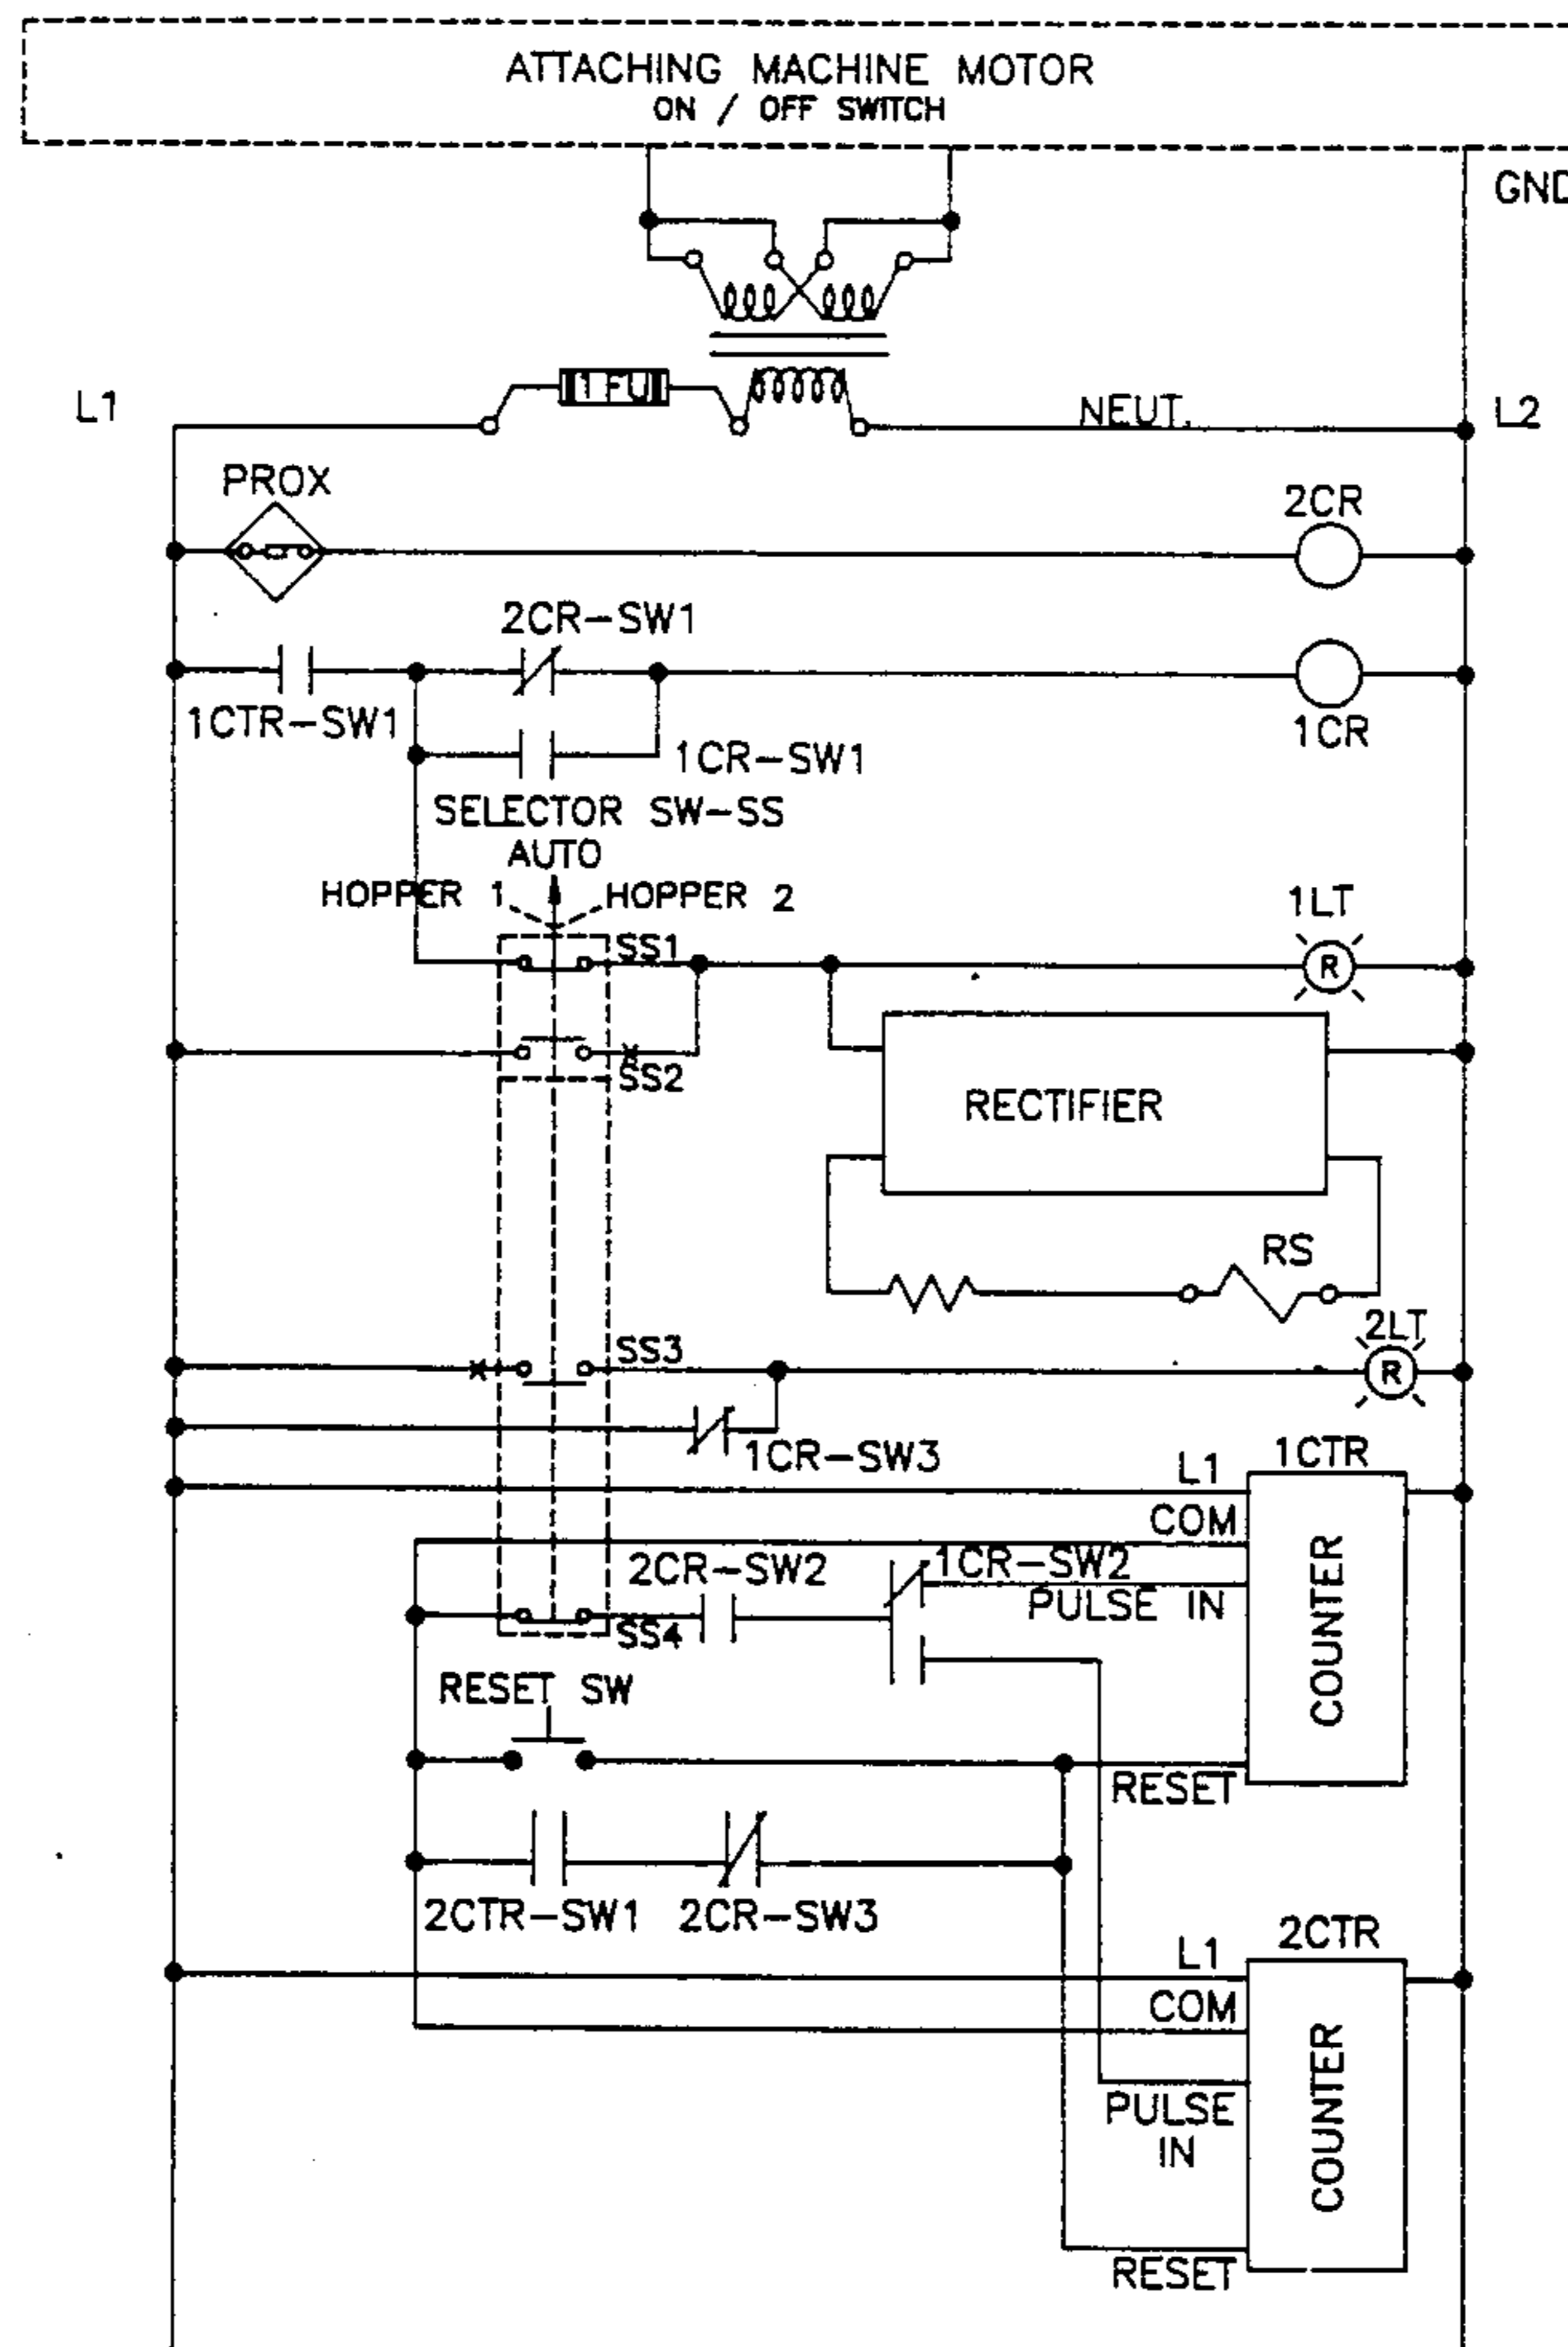 ATTACHING MACHINE MOTOR
ON / OFF SWITCH
GND
1FU
L1
NEUT.
L2
PROX
2CR
2CR-SW1
1CTR-SW1
1CR
1CR-SW1
SELECTOR SW-SS
AUTO
HOPPER 1
HOPPER 2
1LT
SS1
R
SS2
RECTIFIER
RS
2LT
SS3
R
1CR-SW3
1CTR
L1
COM
2CR-SW2
1CR-SW2
PULSE IN
SS4
COUNTER
RESET SW
RESET
2CTR-SW1
2CR-SW3
2CTR
L1
COM
COUNTER
PULSE
IN
RESET